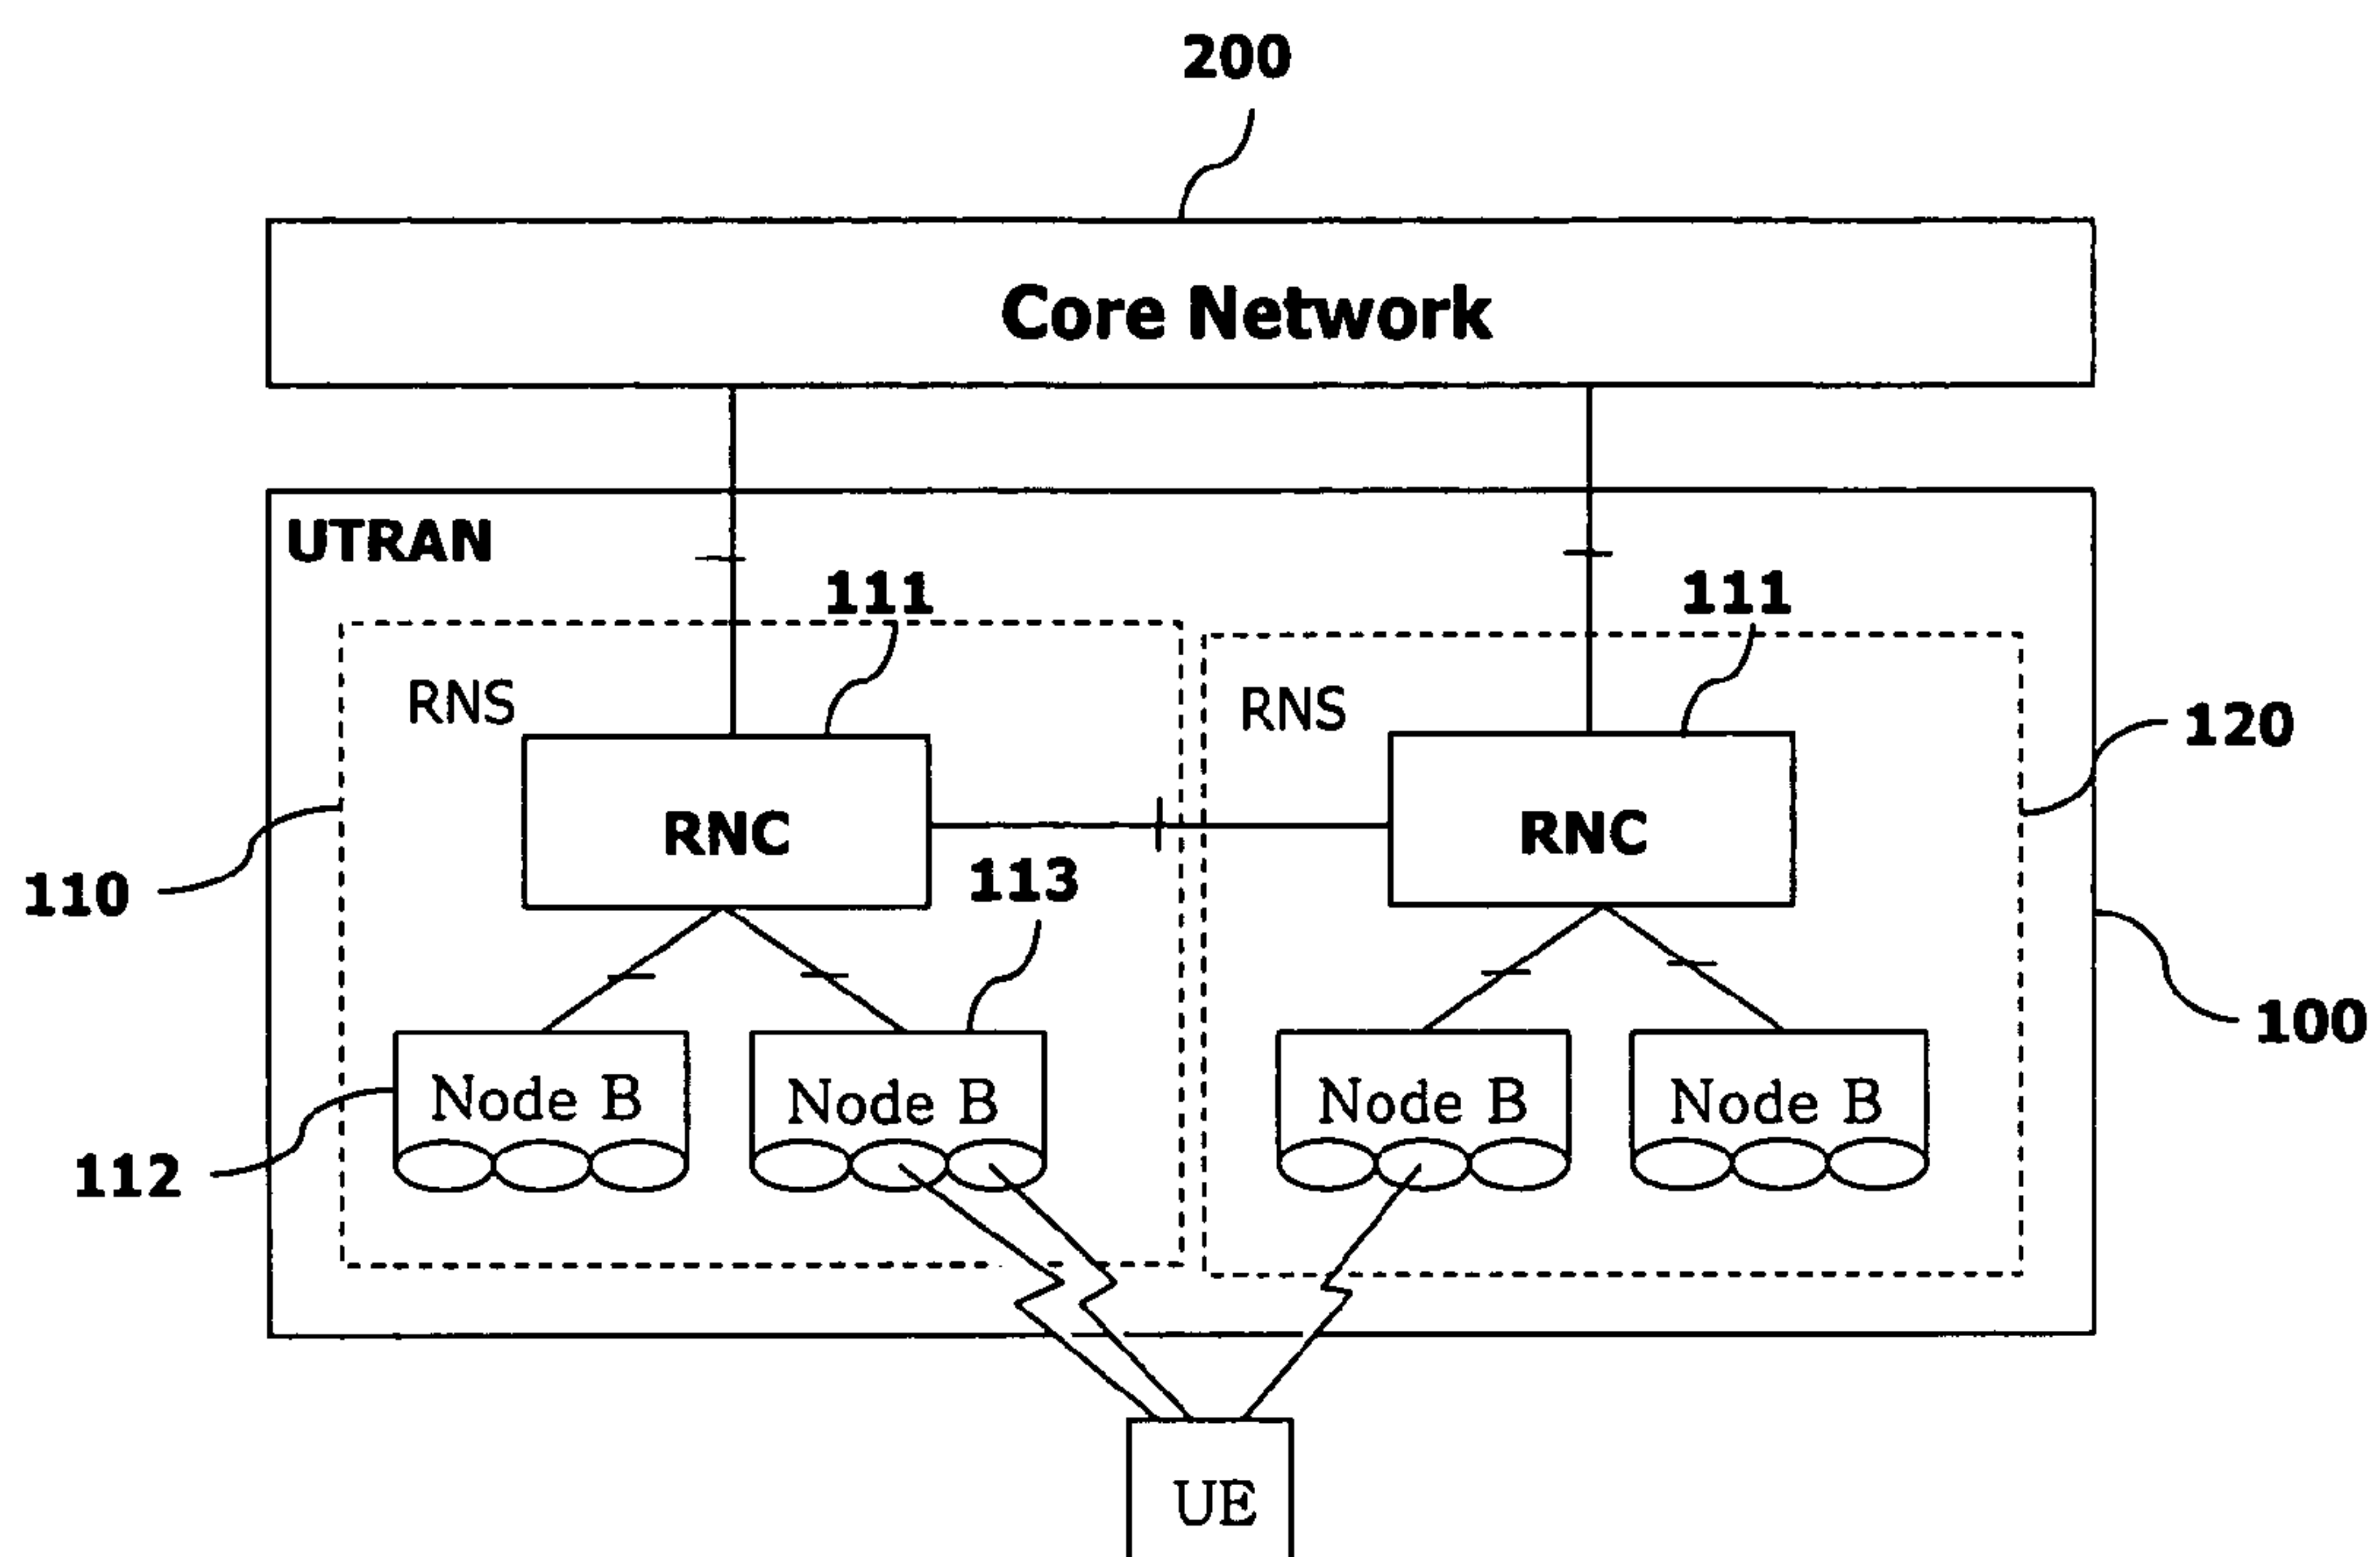 200
Core Network
UTRAN
111
111
RNS
RNS
120
RNC
RNC
110
113
100
Node B
Node B
Node B
Node B
112
UE